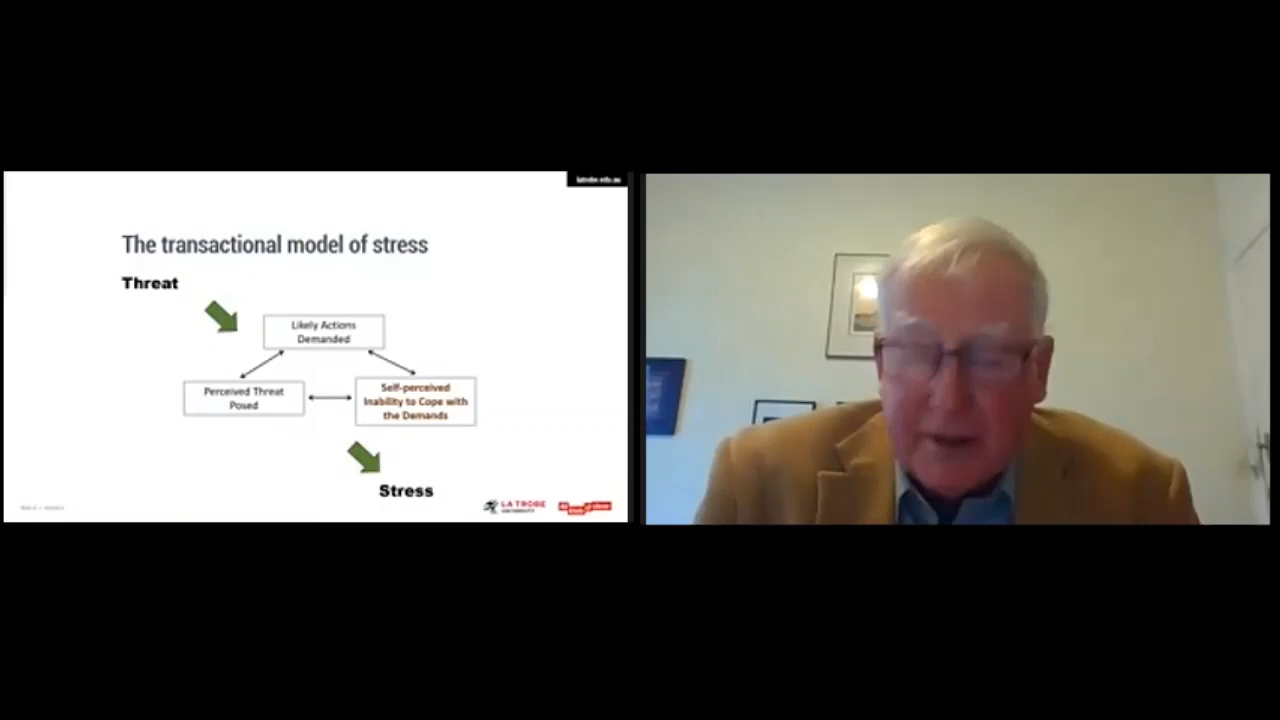 latrobe.edu.au
The transactional model of stress
Threat
Likely Actions
Demanded
Perceived Threat
Posed
Self-perceived
Inability to Cope with
the Demands
Stress
LA TROBE
UNIVERSITY